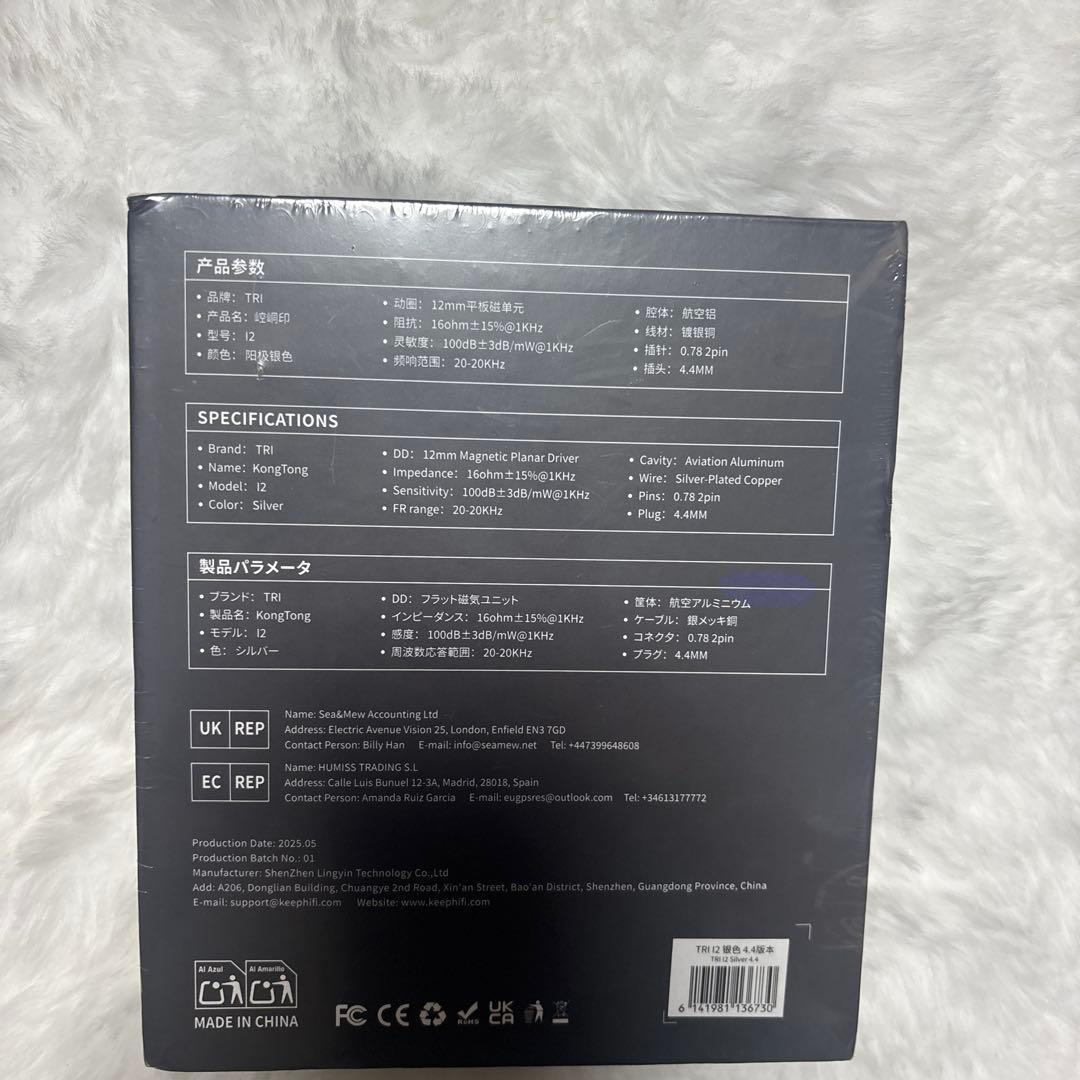 产品参数
• 品牌：TRI
• 产品名：崆峒印
• 型号：I2
• 颜色：阳极银色
• 动圈：12mm平板磁单元
• 阻抗：16ohm±15%@1KHz
• 灵敏度：100dB±3dB/mW@1KHz
• 频响范围：20-20KHz
• 腔体：航空铝
• 线材：镀银铜
• 插针：0.78 2pin
• 插头：4.4MM
SPECIFICATIONS
• Brand: TRI
• Name: KongTong
• Model: I2
• Color: Silver
• DD: 12mm Magnetic Planar Driver
• Impedance: 16ohm±15%@1KHz
• Sensitivity: 100dB±3dB/mW@1KHz
• FR range: 20-20KHz
• Cavity: Aviation Aluminum
• Wire: Silver-Plated Copper
• Pins: 0.78 2pin
• Plug: 4.4MM
製品パラメータ
• ブランド：TRI
• 製品名：KongTong
• モデル：I2
• 色：シルバー
• DD：フラット磁気ユニット
• インピーダンス：16ohm±15%@1KHz
• 感度：100dB±3dB/mW@1KHz
• 周波数応答範囲：20-20KHz
• 筐体：航空アルミニウム
• ケーブル：銀メッキ銅
• コネクタ：0.78 2pin
• プラグ：4.4MM
UK REP
Name: Sea&Mew Accounting Ltd
Address: Electric Avenue Vision 25, London, Enfield EN3 7GD
Contact Person: Billy Han E-mail: info@seamew.net Tel: +447399648608
EC REP
Name: HUMISS TRADING S.L
Address: Calle Luis Bunuel 12-3A, Madrid, 28018, Spain
Contact Person: Amanda Ruiz Garcia E-mail: eugpsres@outlook.com Tel: +34613177772
Production Date: 2025.05
Production Batch No.: 01
Manufacturer: ShenZhen Lingyin Technology Co.,Ltd
Add: A206, Donglian Building, Chuangye 2nd Road, Xin'an Street, Bao'an District, Shenzhen, Guangdong Province, China
E-mail: support@keephifi.com Website: www.keephifi.com
Al Azul Al Amarillo
MADE IN CHINA
FC CE RoHS UK CA
TRI I2 银色 4.4版本
TRI I2 Silver 4.4
6 141981 136730